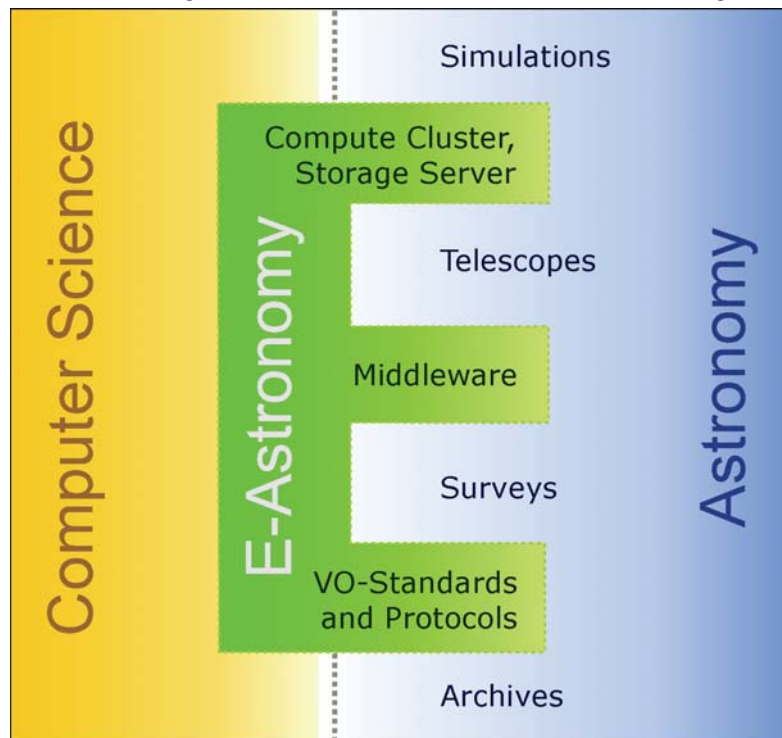 Computer Science
E-Astronomy
Astronomy
Simulations
Compute Cluster,
Storage Server
Telescopes
Middleware
Surveys
VO-Standards
and Protocols
Archives